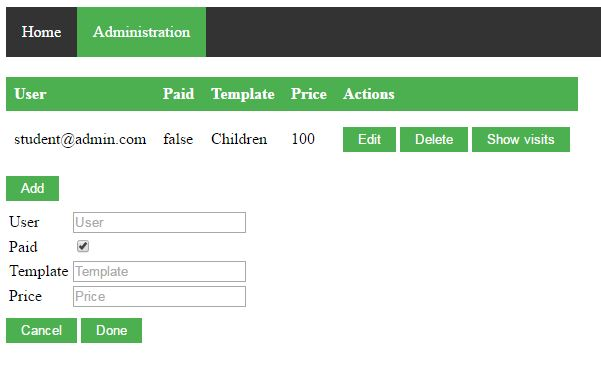 Home Administration
User Paid Template Price Actions
student@admin.com false Children 100 Edit Delete Show visits
Add
User User
Paid
Template Template
Price Price
Cancel Done